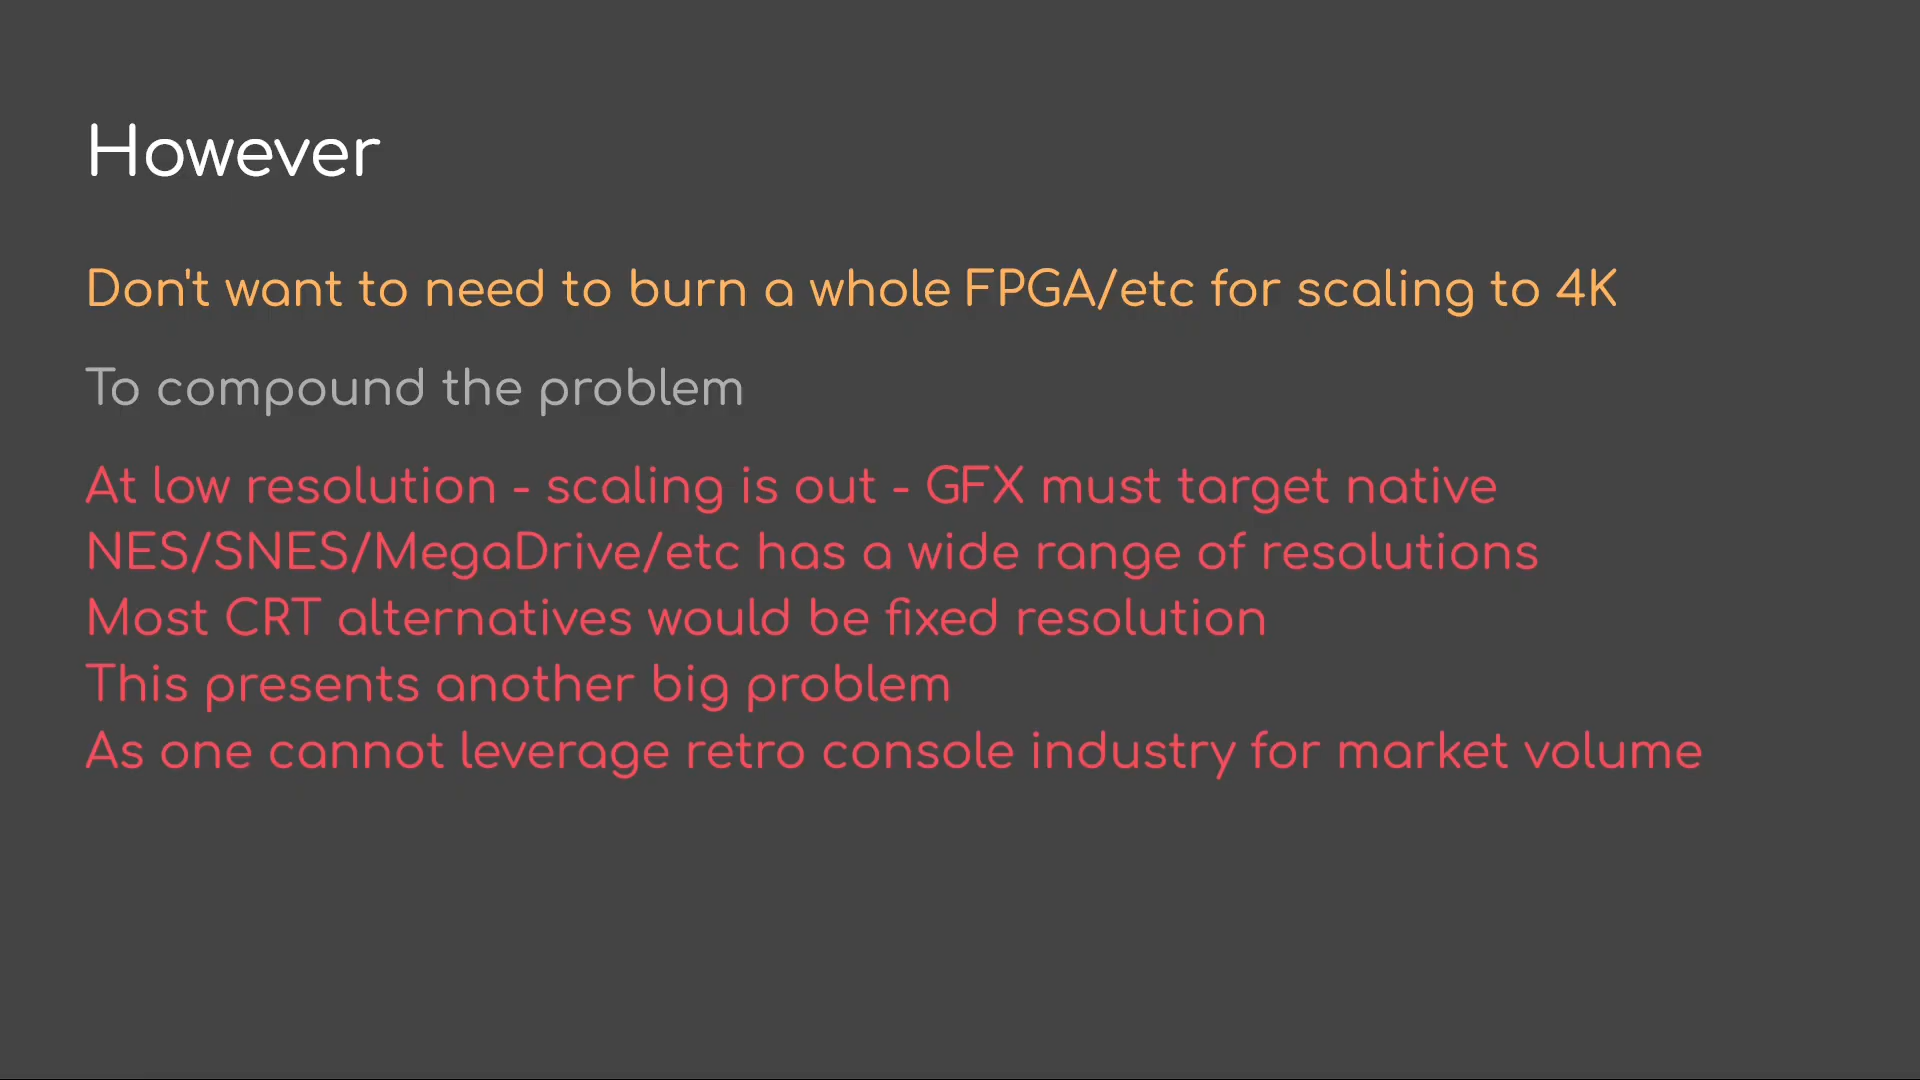 However
Don't want to need to burn a whole FPGA/etc for scaling to 4K
To compound the problem
At low resolution - scaling is out - GFX must target native
NES/SNES/MegaDrive/etc has a wide range of resolutions
Most CRT alternatives would be fixed resolution
This presents another big problem
As one cannot leverage retro console industry for market volume